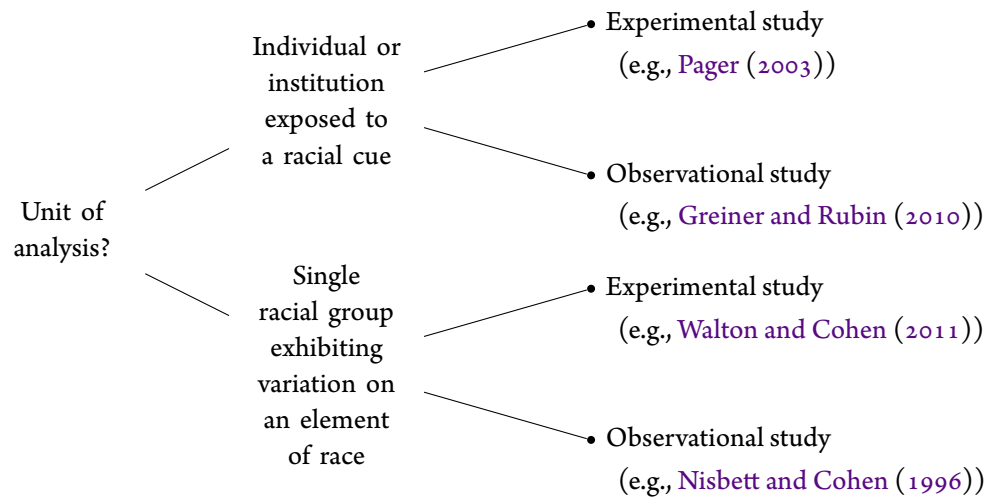 Unit of
analysis?
Individual or
institution
exposed to
a racial cue
Experimental study
(e.g., Pager (2003))
Observational study
(e.g., Greiner and Rubin (2010))
Single
racial group
exhibiting
variation on
an element
of race
Experimental study
(e.g., Walton and Cohen (2011))
Observational study
(e.g., Nisbett and Cohen (1996))